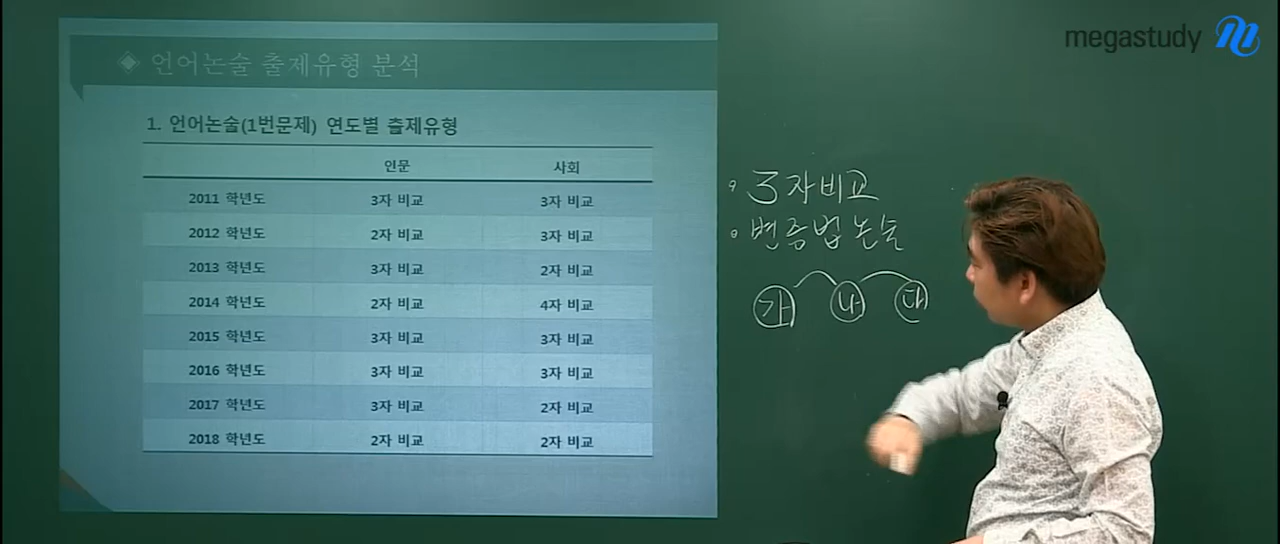 megastudy
언어논술 출제유형 분석
1. 언어논술(1번문제) 연도별 출제유형
인문 사회
2011 학년도 3자 비교 3자 비교
2012 학년도 2자 비교 3자 비교
2013 학년도 3자 비교 2자 비교
2014 학년도 2자 비교 4자 비교
2015 학년도 3자 비교 3자 비교
2016 학년도 3자 비교 3자 비교
2017 학년도 3자 비교 2자 비교
2018 학년도 2자 비교 2자 비교
3자비교
변증법논술
가 나 다